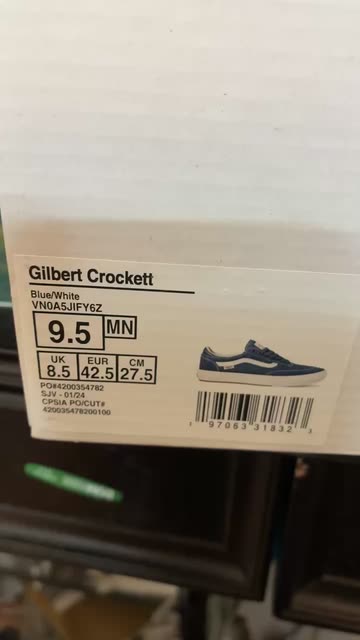 Gilbert Crockett
Blue/White
VN0A5JIFY6Z
9.5 MN
UK EUR CM
8.5 42.5 27.5
PO#4200354782
SJV - 01/24
CPSIA PO/CUT#
420035478200100
1 97063 31832 3